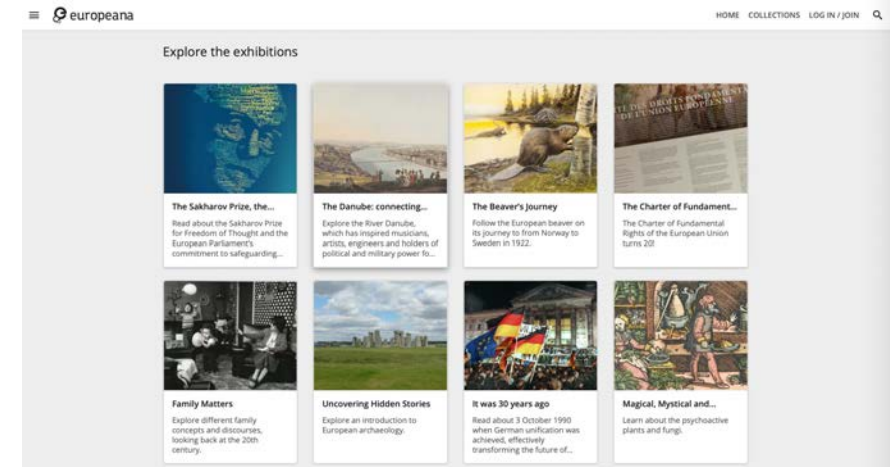 europeana
HOME COLLECTIONS LOG IN / JOIN
Explore the exhibitions
The Sakharov Prize, the...
Read about the Sakharov Prize
for Freedom of Thought and the
European Parliament's
commitment to safeguarding...
The Danube: connecting...
Explore the River Danube,
which has inspired musicians,
artists, engineers and holders of
political and military power fo...
The Beaver's Journey
Follow the European beaver on
its journey to from Norway to
Sweden in 1922.
TE DES DROITS FONDAMENTA
DE L'UNION EUROPÉENNE
The Charter of Fundament...
The Charter of Fundamental
Rights of the European Union
turns 20!
Family Matters
Explore different family
concepts and discourses,
looking back at the 20th
century.
Uncovering Hidden Stories
Explore an introduction to
European archaeology.
It was 30 years ago
Read about 3 October 1990
when German unification was
achieved, effectively
transforming the future of...
Magical, Mystical and...
Learn about the psychoactive
plants and fungi.